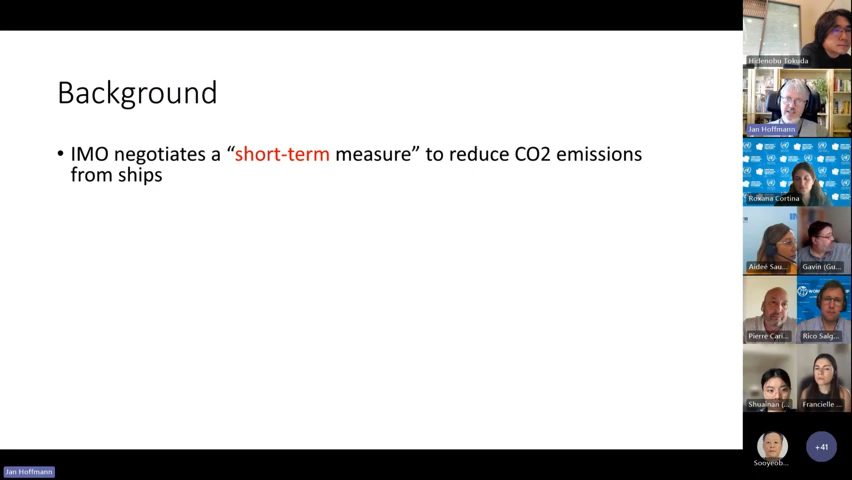 Background
• IMO negotiates a “short-term measure” to reduce CO2 emissions
from ships
Hidenobu Tokuda
Jan Hoffmann
Roxana Cortina
Aideé Sau...
Gavin (Gu...
Pierre Cari...
Rico Salg...
Shuainan (...
Francielle ...
Sooyeob...
+41
Jan Hoffmann